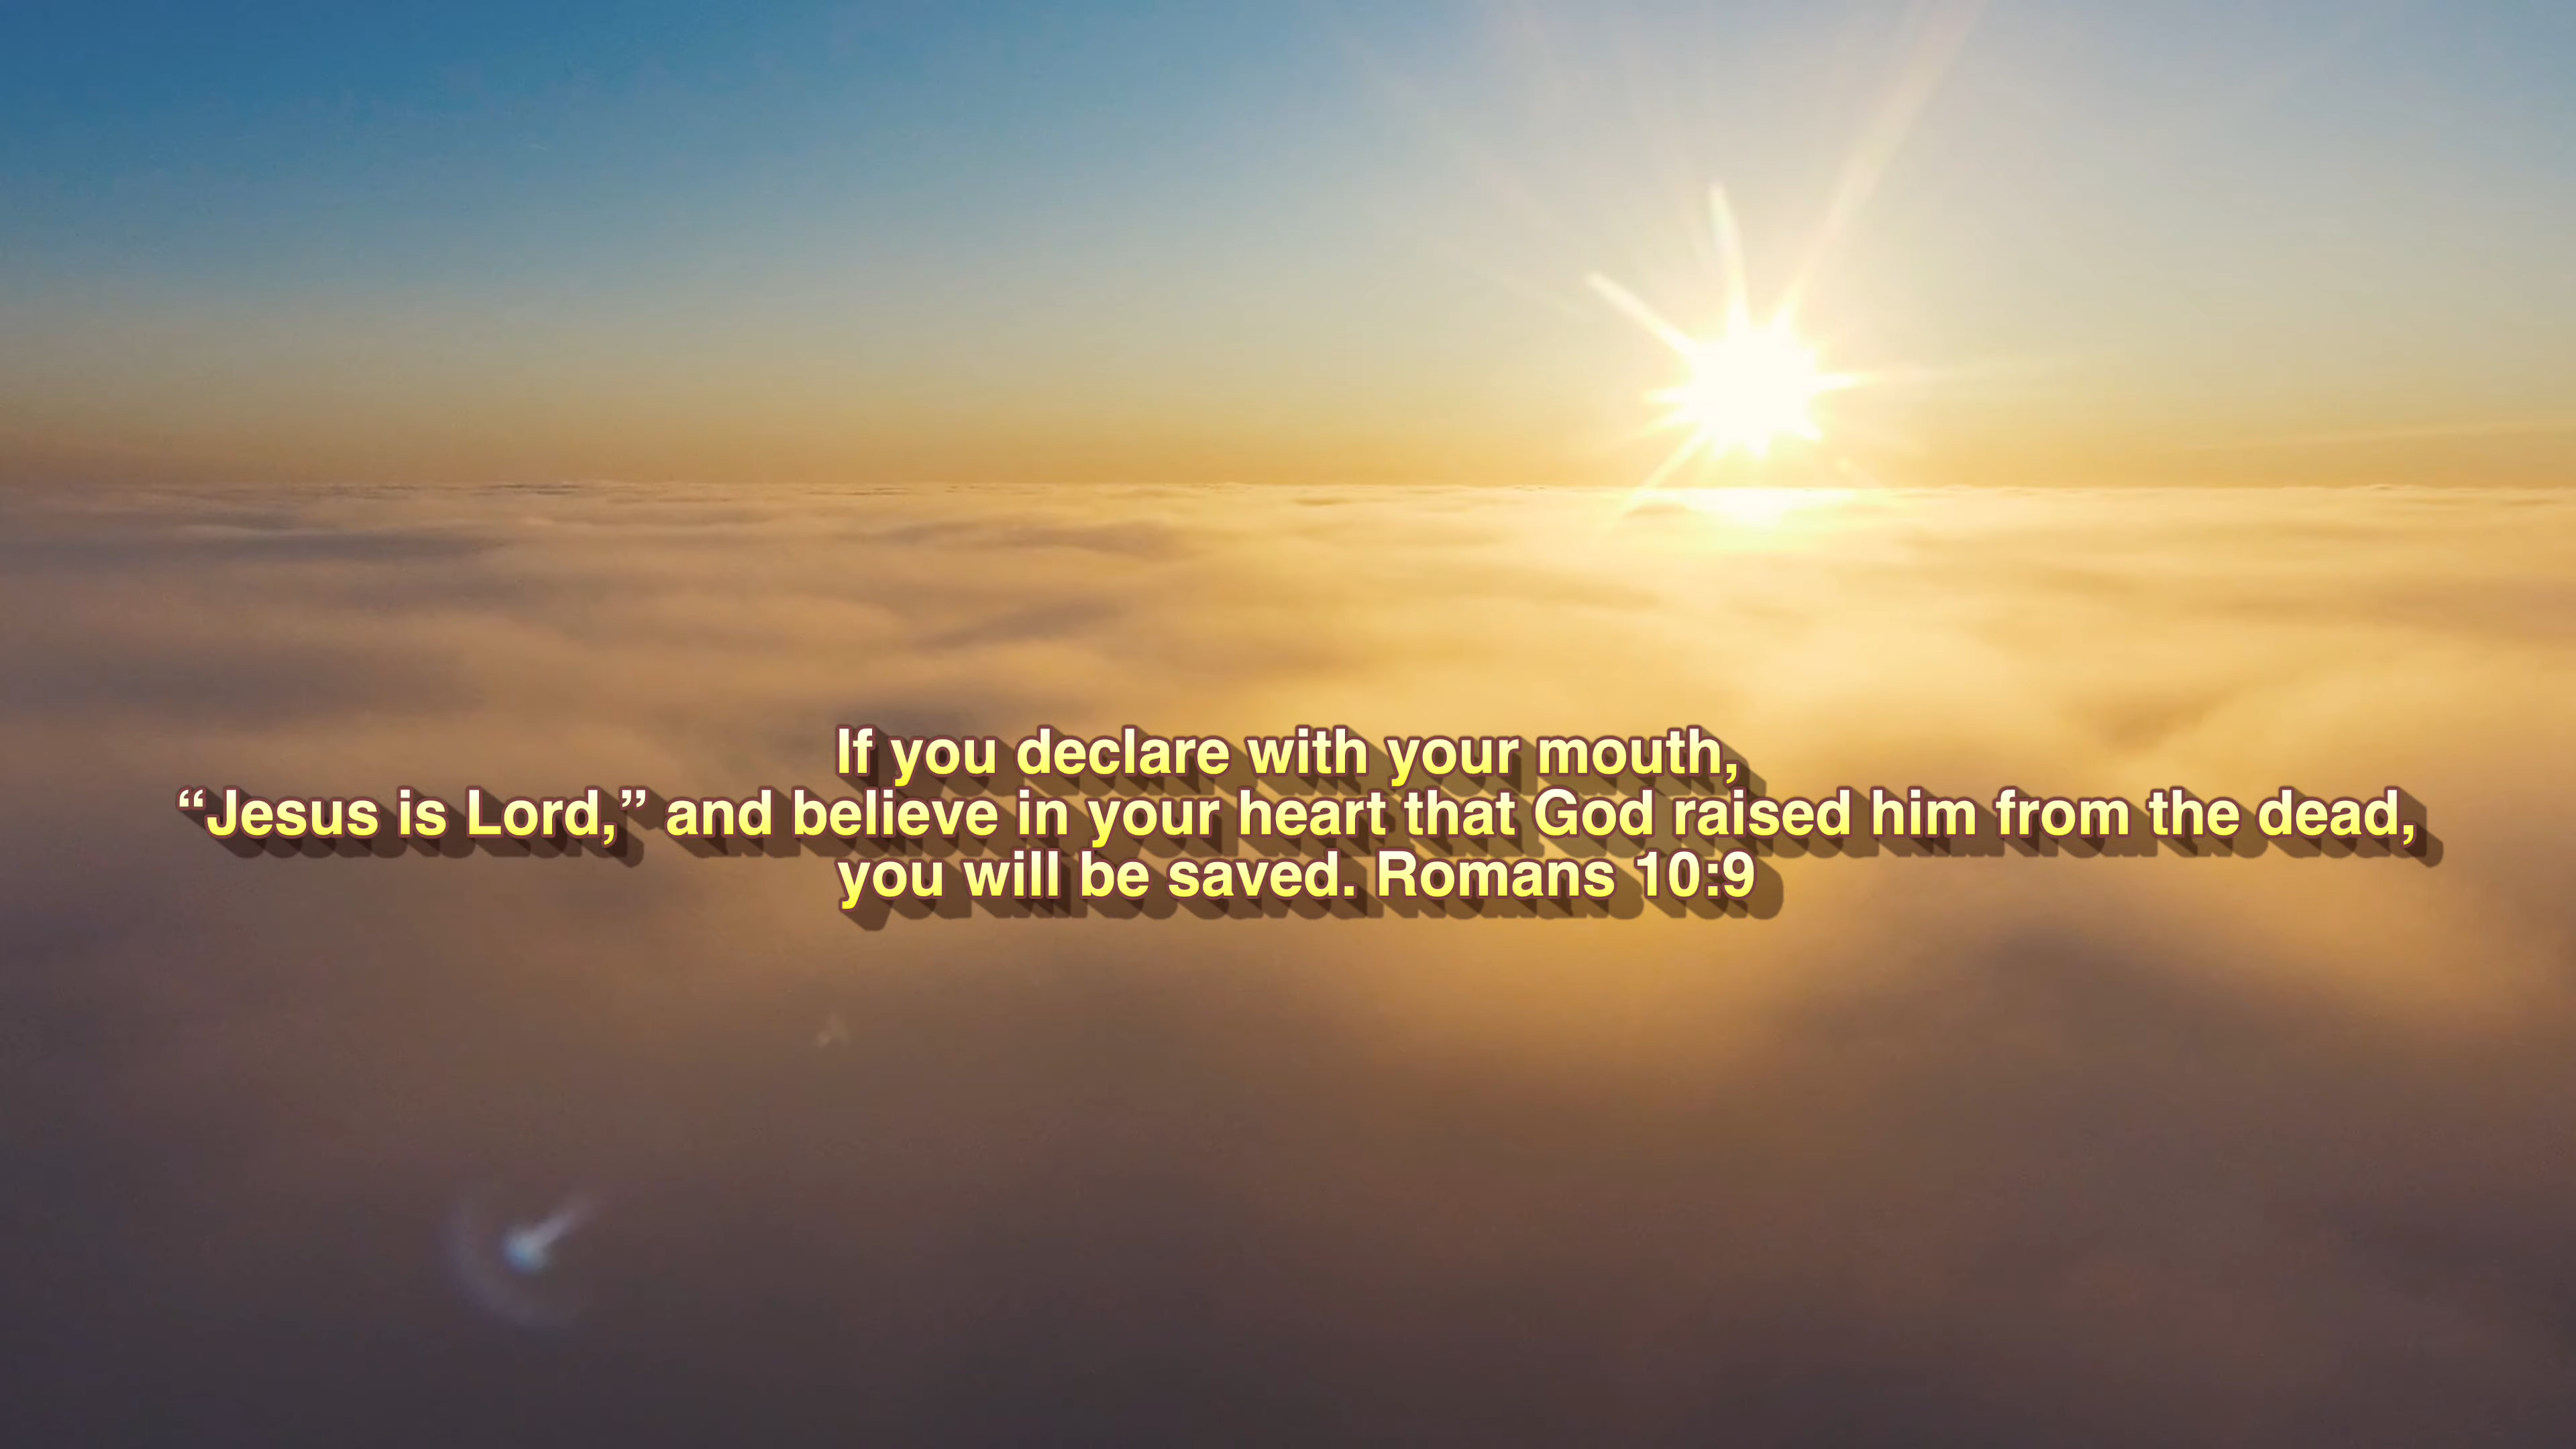 If you declare with your mouth,
“Jesus is Lord,” and believe in your heart that God raised him from the dead,
you will be saved. Romans 10:9